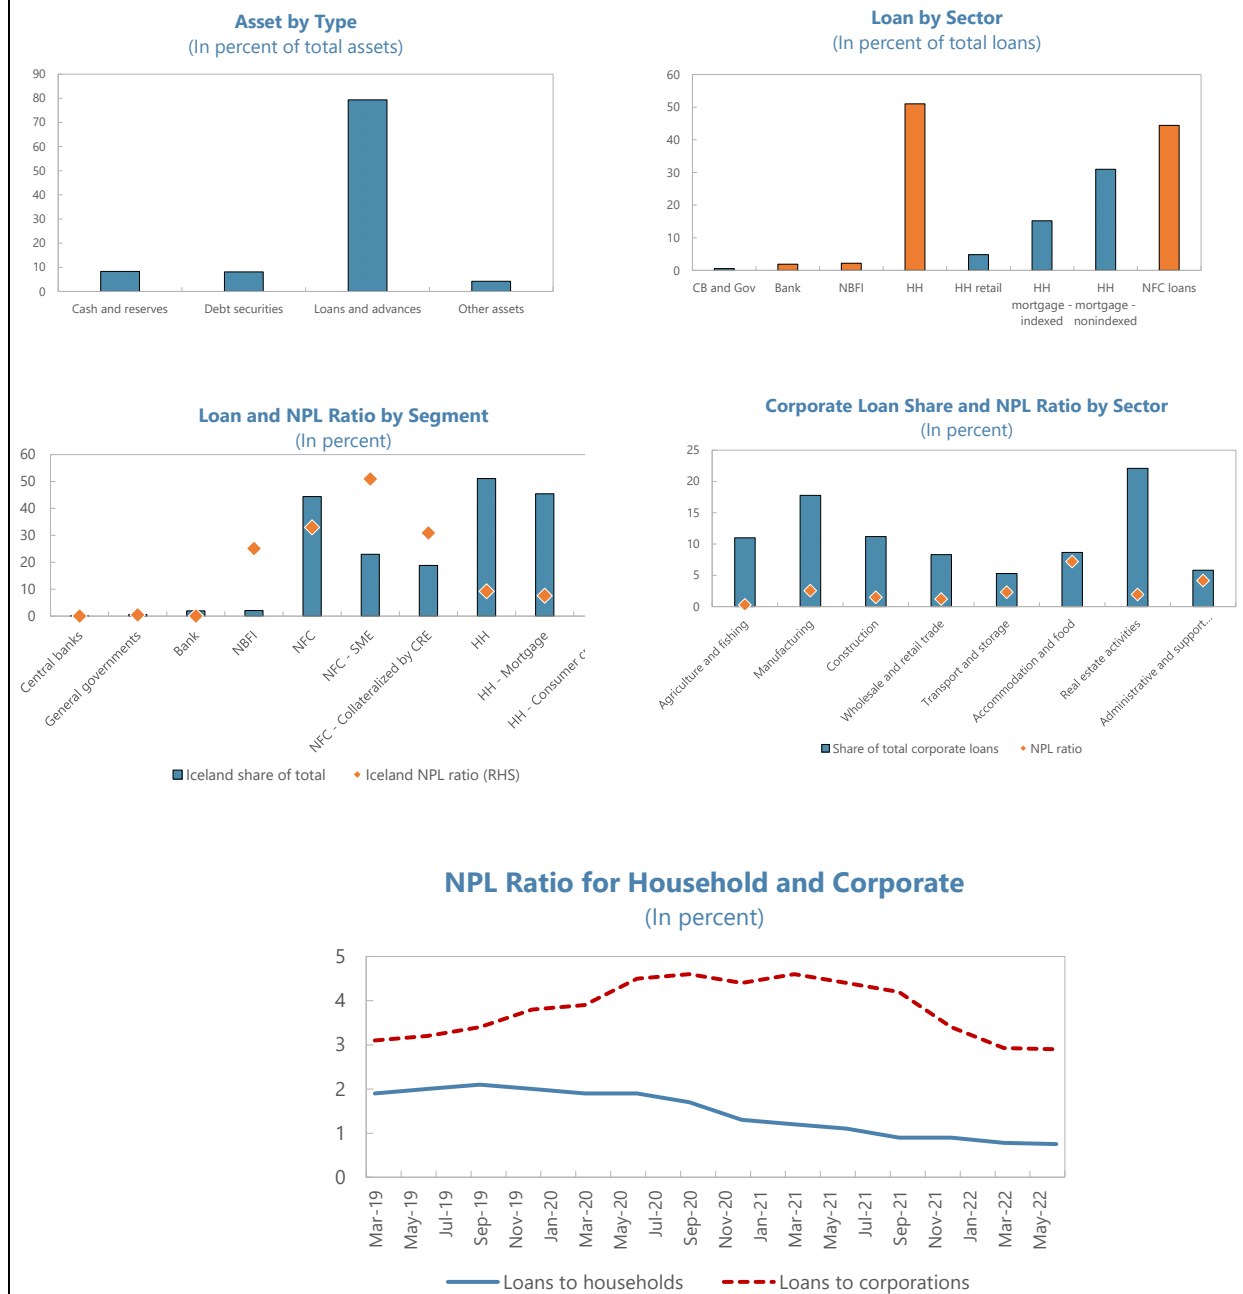 Asset by Type
(In percent of total assets)
90
80
70
60
50
40
30
20
10
0
Cash and reserves
Debt securities
Loans and advances
Other assets
Loan by Sector
(In percent of total loans)
60
50
40
30
20
10
0
CB and Gov
Bank
NBFI
HH
HH retail
HH
mortgage -
indexed
HH
mortgage -
nonindexed
NFC loans
Loan and NPL Ratio by Segment
(In percent)
60
50
40
30
20
10
0
Central banks
General governments
Bank
NBFI
NFC
NFC - SME
NFC - Collateralized by CRE
HH
HH - Mortgage
HH - Consumer
Iceland share of total
Iceland NPL ratio (RHS)
Corporate Loan Share and NPL Ratio by Sector
(In percent)
25
20
15
10
5
0
Agriculture and fishing
Manufacturing
Construction
Wholesale and retail trade
Transport and storage
Accommodation and food
Real estate activities
Administrative and support...
Share of total corporate loans
NPL ratio
NPL Ratio for Household and Corporate
(In percent)
5
4
3
2
1
0
Mar-19
May-19
Jul-19
Sep-19
Nov-19
Jan-20
Mar-20
May-20
Jul-20
Sep-20
Nov-20
Jan-21
Mar-21
May-21
Jul-21
Sep-21
Nov-21
Jan-22
Mar-22
May-22
Loans to households
Loans to corporations